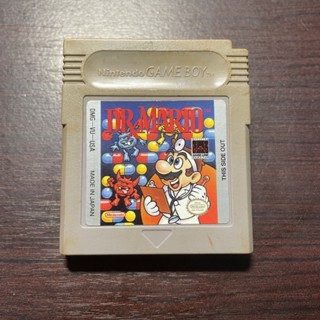 Nintendo GAME BOY
DR. MARIO
DMG-VU-USA
MADE IN JAPAN
THIS SIDE OUT
Nintendo